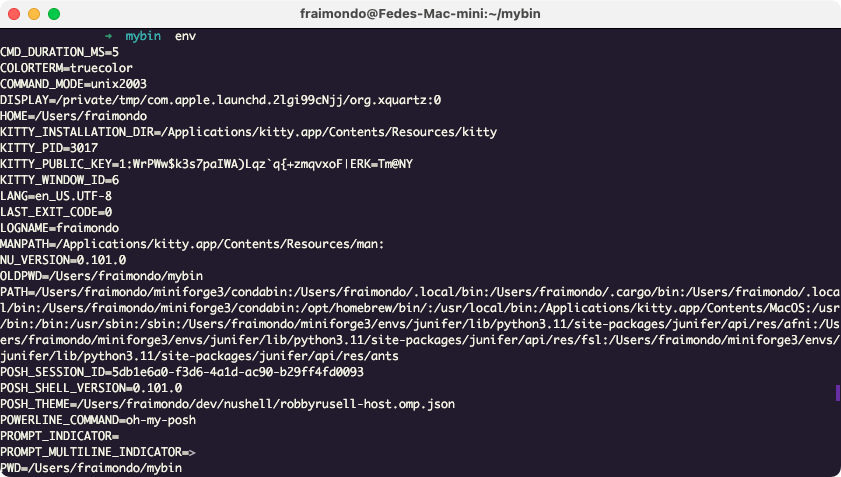 fraimondo@Fedes-Mac-mini:~/mybin
➜ mybin env
CMD_DURATION_MS=5
COLORTERM=truecolor
COMMAND_MODE=unix2003
DISPLAY=/private/tmp/com.apple.launchd.2lgi99cNjj/org.xquartz:0
HOME=/Users/fraimondo
KITTY_INSTALLATION_DIR=/Applications/kitty.app/Contents/Resources/kitty
KITTY_PID=3017
KITTY_PUBLIC_KEY=1:WrPWw$k3s7paIWA)Lqz`q{+zmqvxoF|ERK=Tm@NY
KITTY_WINDOW_ID=6
LANG=en_US.UTF-8
LAST_EXIT_CODE=0
LOGNAME=fraimondo
MANPATH=/Applications/kitty.app/Contents/Resources/man:
NU_VERSION=0.101.0
OLDPWD=/Users/fraimondo/mybin
PATH=/Users/fraimondo/miniforge3/condabin:/Users/fraimondo/.local/bin:/Users/fraimondo/.cargo/bin:/Users/fraimondo/.loca
l/bin:/Users/fraimondo/miniforge3/condabin:/opt/homebrew/bin/:/usr/local/bin:/Applications/kitty.app/Contents/MacOS:/usr
/bin:/bin:/usr/sbin:/sbin:/Users/fraimondo/miniforge3/envs/junifer/lib/python3.11/site-packages/junifer/api/res/afni:/Us
ers/fraimondo/miniforge3/envs/junifer/lib/python3.11/site-packages/junifer/api/res/fsl:/Users/fraimondo/miniforge3/envs/
junifer/lib/python3.11/site-packages/junifer/api/res/ants
POSH_SESSION_ID=5db1e6a0-f3d6-4a1d-ac90-b29ff4fd0093
POSH_SHELL_VERSION=0.101.0
POSH_THEME=/Users/fraimondo/dev/nushell/robbyrusell-host.omp.json
POWERLINE_COMMAND=oh-my-posh
PROMPT_INDICATOR=
PROMPT_MULTILINE_INDICATOR=>
PWD=/Users/fraimondo/mybin